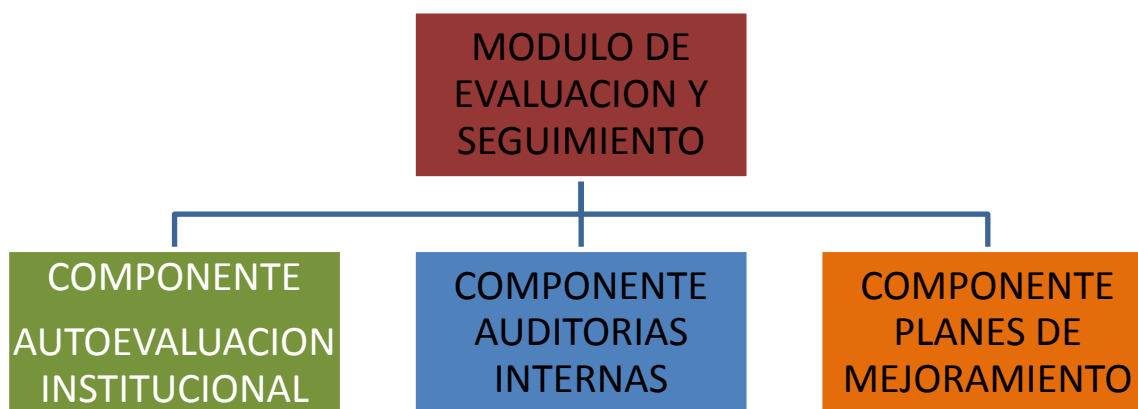 MODULO DE
EVALUACION Y
SEGUIMIENTO
COMPONENTE
AUTOEVALUACION
INSTITUCIONAL
COMPONENTE
AUDITORIAS
INTERNAS
COMPONENTE
PLANES DE
MEJORAMIENTO